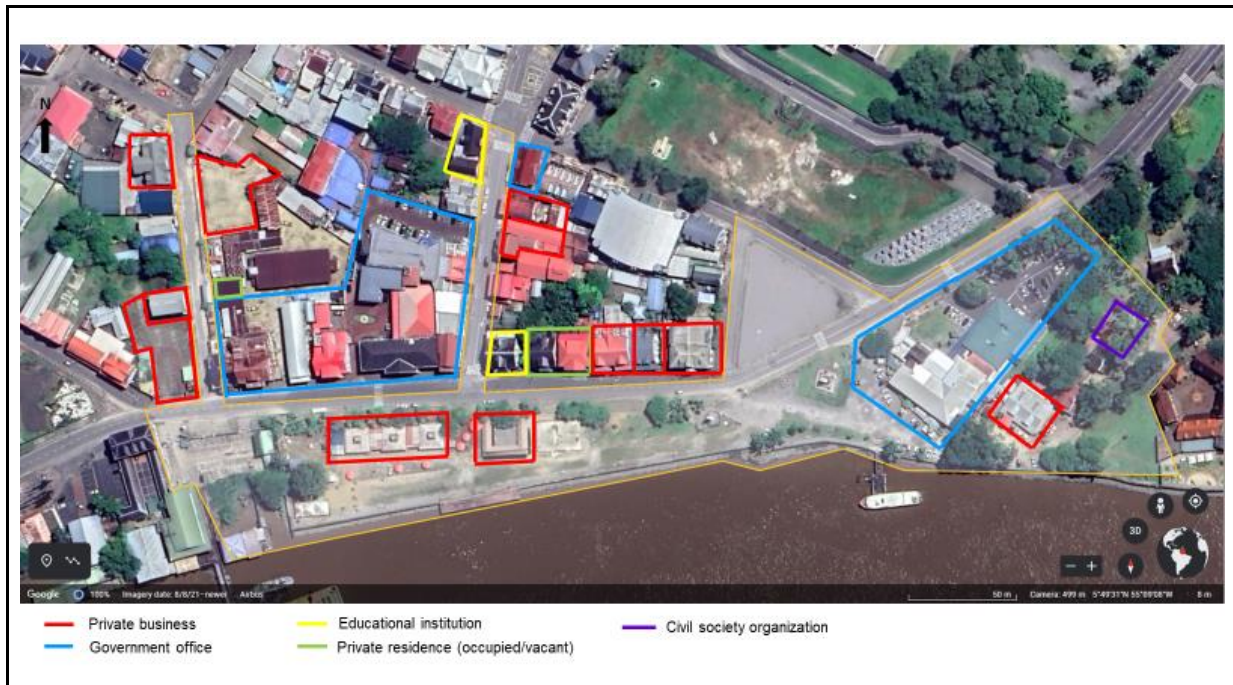 N
3D
Google 100% Imagery date: 8/8/21-newer Airbus 50 m Camera: 499 m 5°49'31"N 55°09'08"W 8 m
Private business Educational institution Civil society organization
Government office Private residence (occupied/vacant)